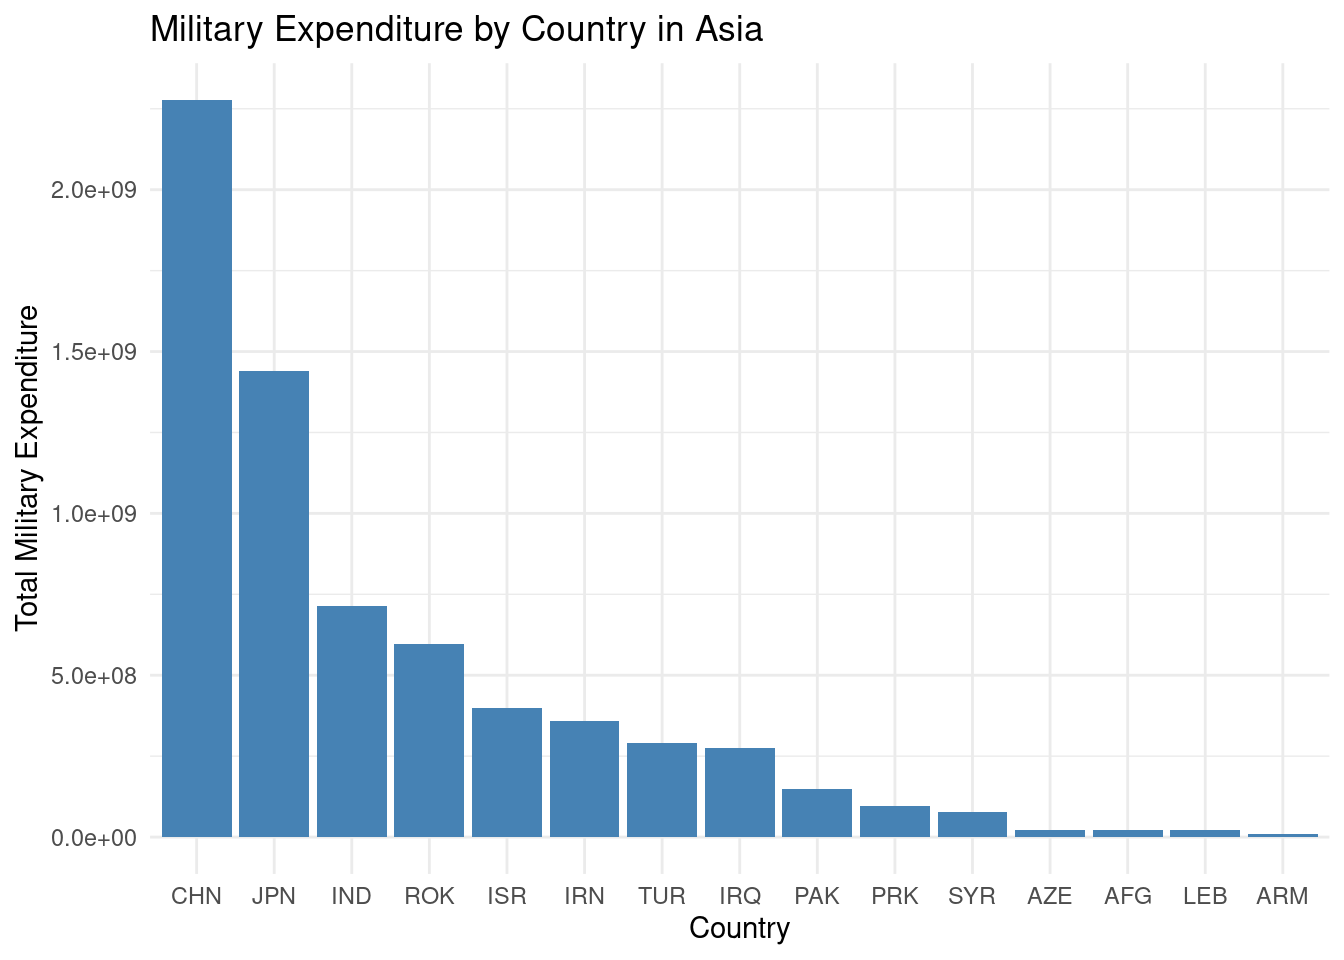 Military Expenditure by Country in Asia
Total Military Expenditure
2.0e+09
1.5e+09
1.0e+09
5.0e+08
0.0e+00
CHN JPN IND ROK ISR IRN TUR IRQ PAK PRK SYR AZE AFG LEB ARM
Country